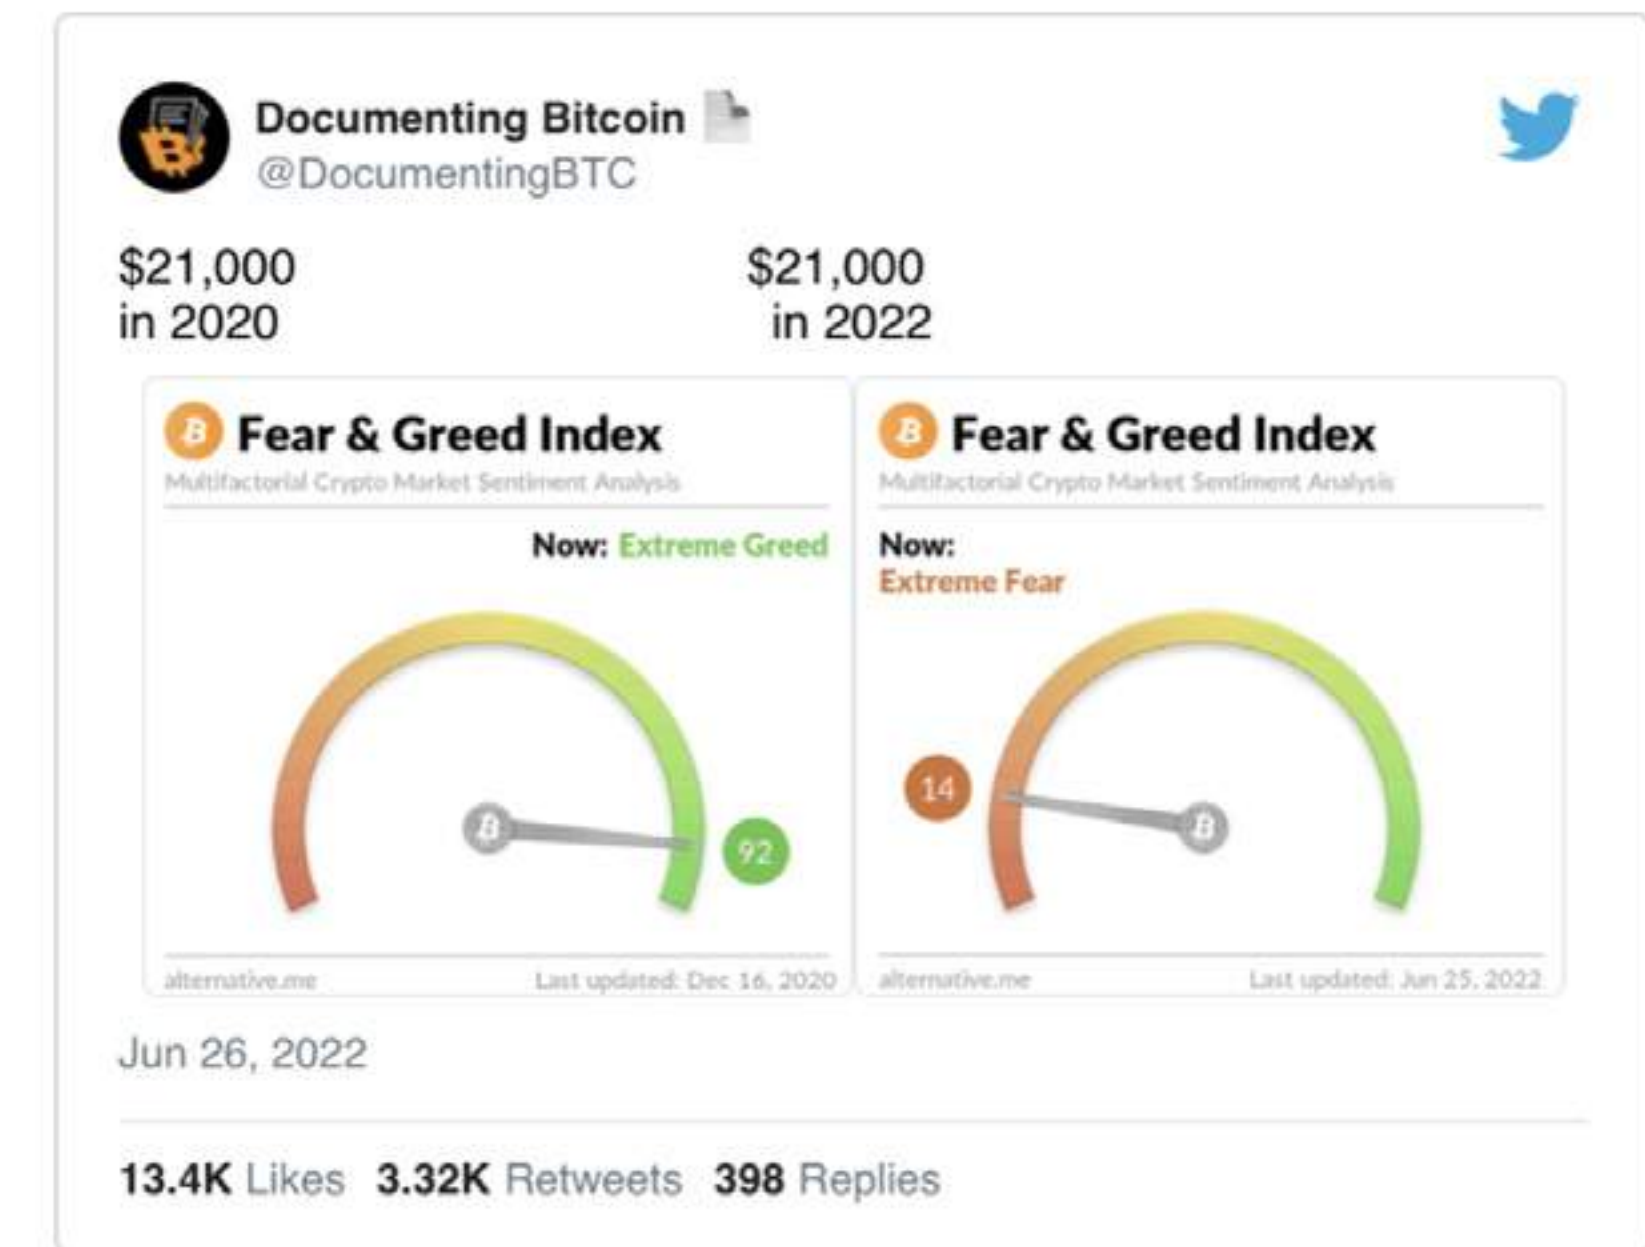 Documenting Bitcoin
@DocumentingBTC
$21,000 $21,000
in 2020 in 2022
Fear & Greed Index
Multifactorial Crypto Market Sentiment Analysis
Now: Extreme Greed
92
alternative.me Last updated: Dec 16, 2020
Fear & Greed Index
Multifactorial Crypto Market Sentiment Analysis
Now:
Extreme Fear
14
alternative.me Last updated: Jun 25, 2022
Jun 26, 2022
13.4K Likes 3.32K Retweets 398 Replies